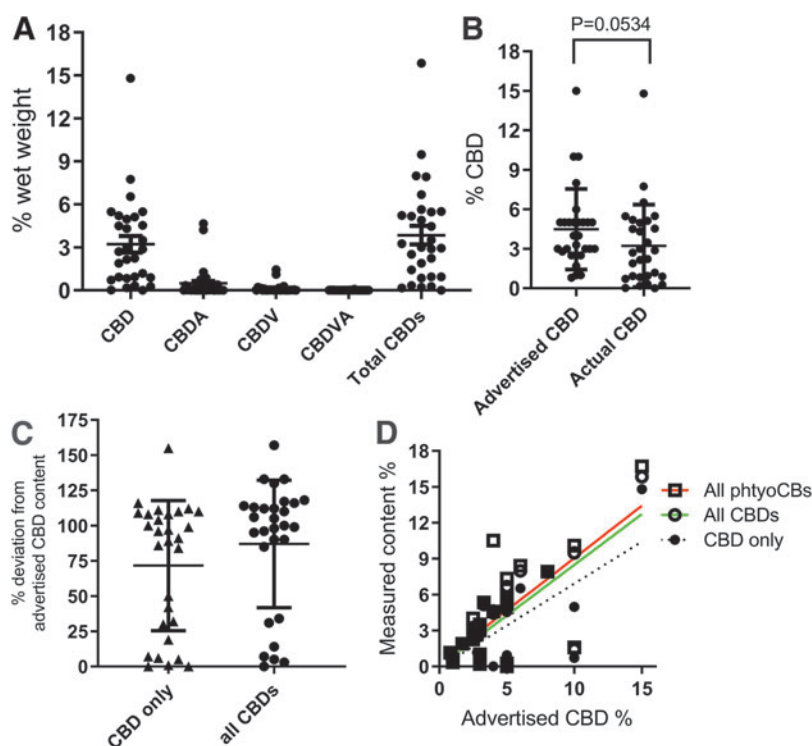 A
% wet weight
18
15
12
9
6
3
0
CBD
CBDA
CBDV
CBDVA
Total CBDs
B
P=0.0534
% CBD
18
15
12
9
6
3
0
Advertised CBD
Actual CBD
C
% deviation from
advertised CBD content
175
150
125
100
75
50
25
0
CBD only
all CBDs
D
Measured content %
18
15
12
9
6
3
0
0 5 10 15
Advertised CBD %
All phtyoCBs
All CBDs
CBD only